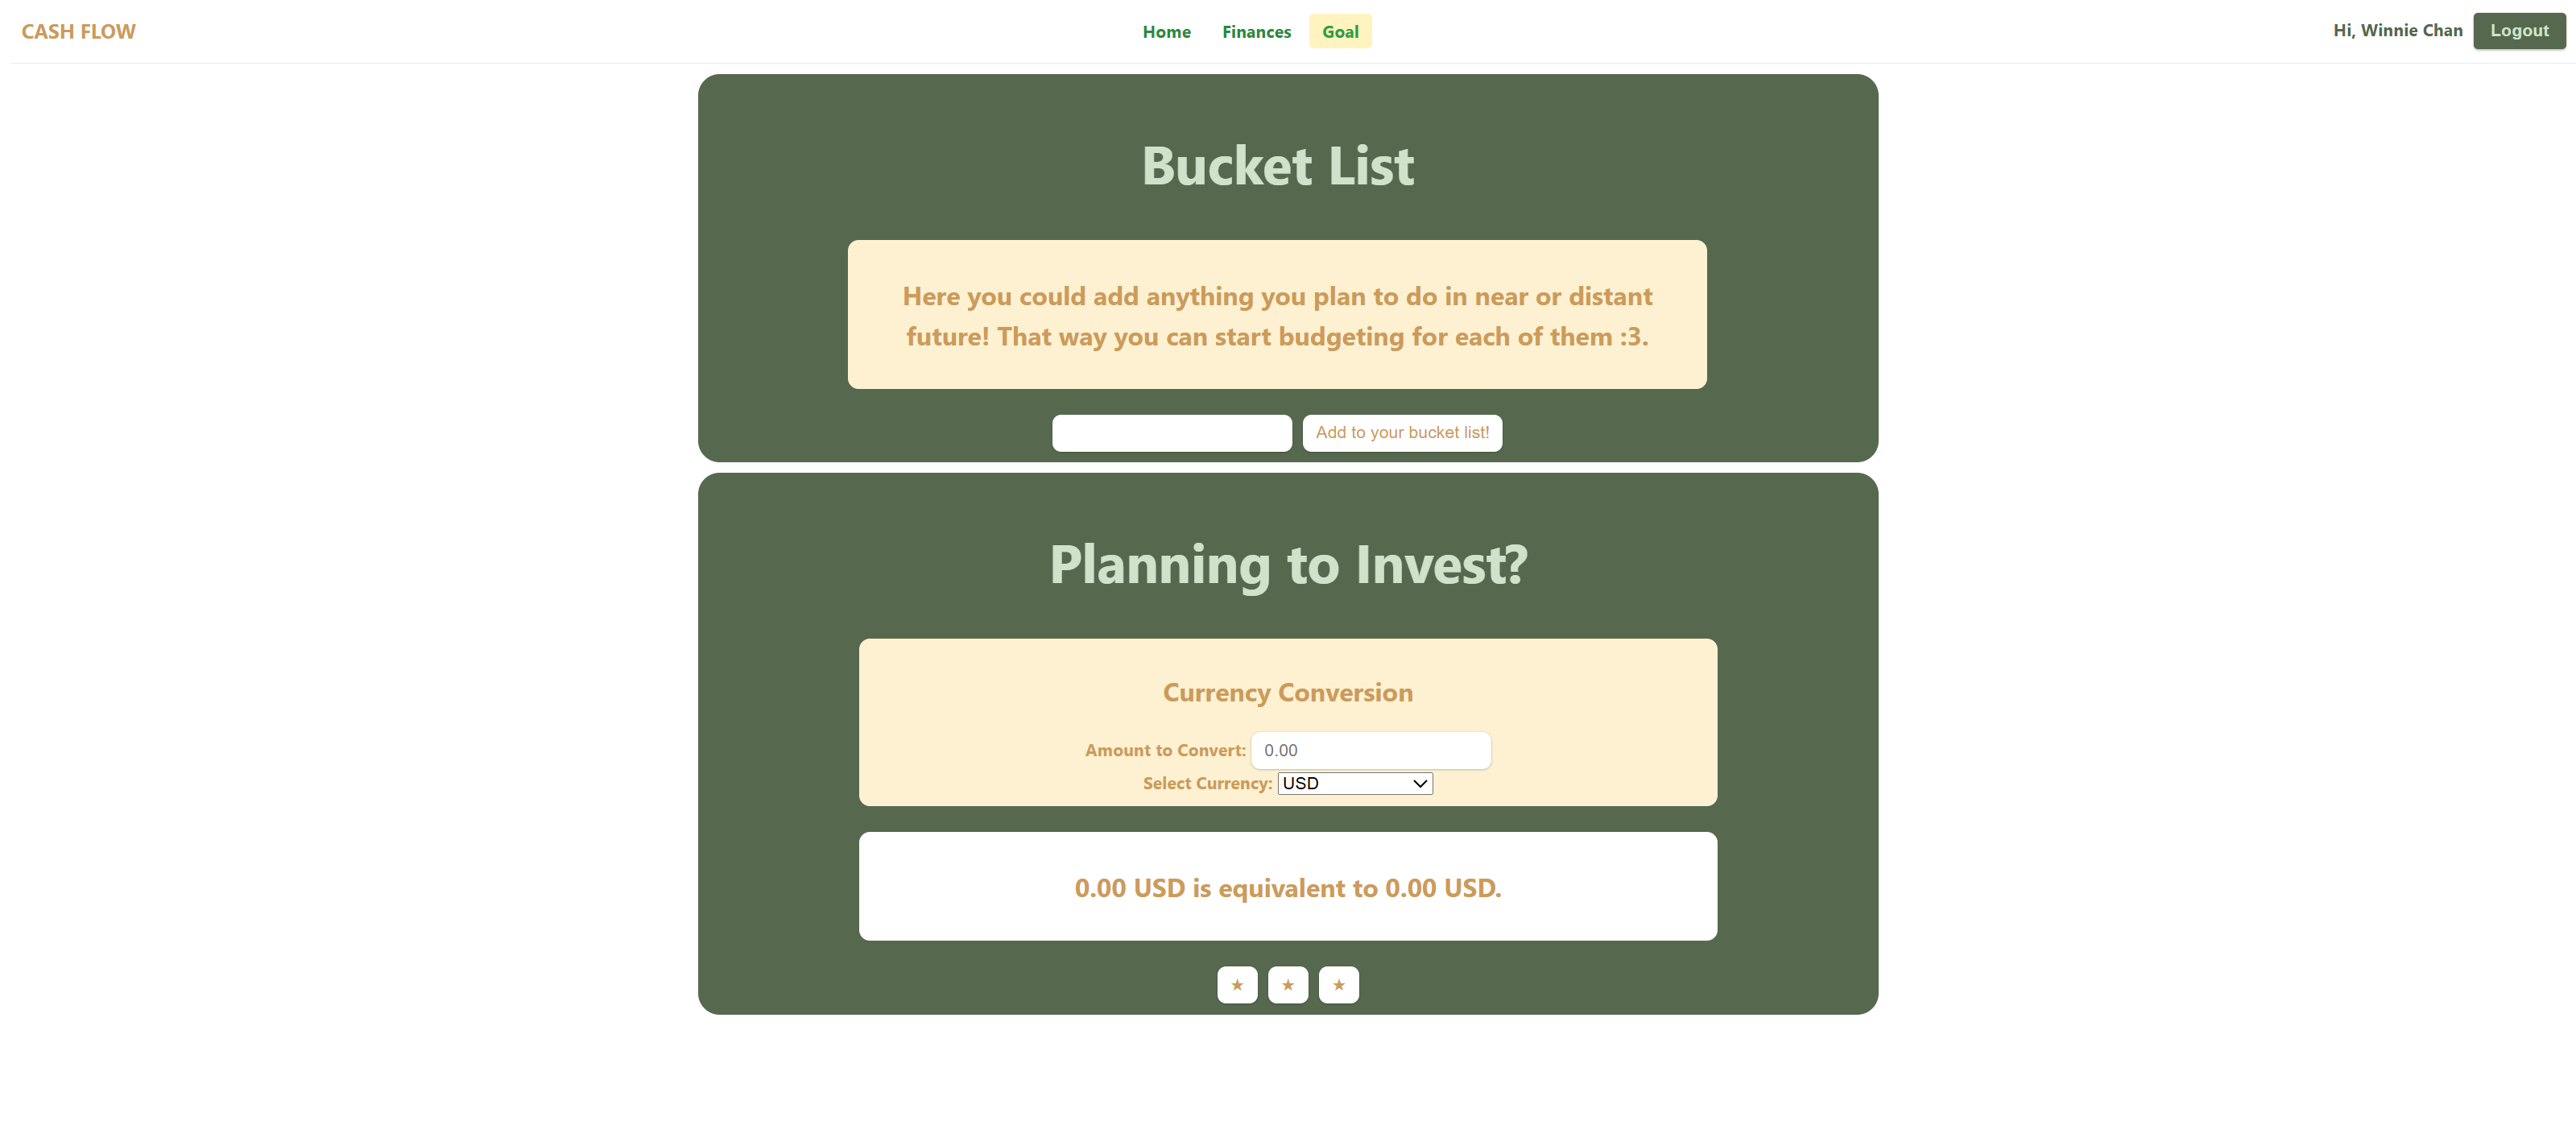 CASH FLOW
Home Finances Goal
Hi, Winnie Chan Logout
Bucket List
Here you could add anything you plan to do in near or distant
future! That way you can start budgeting for each of them :3.
Add to your bucket list!
Planning to Invest?
Currency Conversion
Amount to Convert: 0.00
Select Currency: USD
0.00 USD is equivalent to 0.00 USD.
★ ★ ★